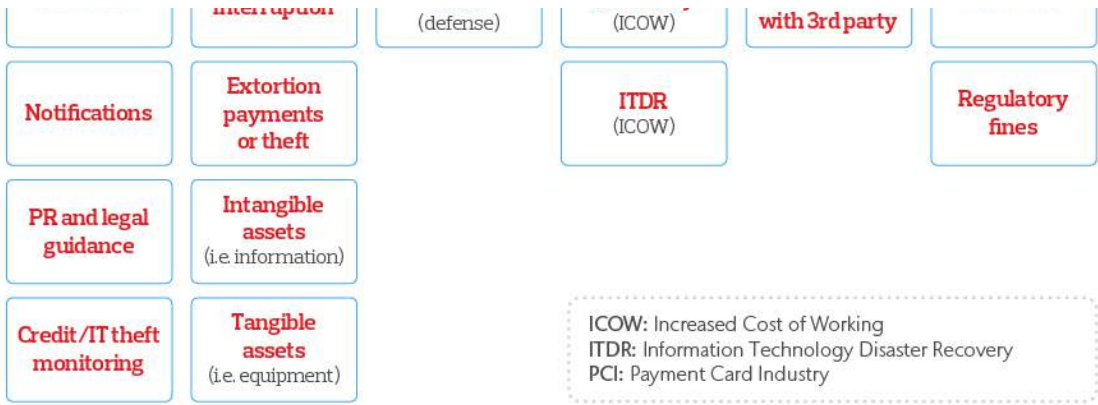 interruption
(defense)
(ICOW)
with 3rd party
Notifications
Extortion
payments
or theft
ITDR
(ICOW)
Regulatory
fines
PR and legal
guidance
Intangible
assets
(i.e. information)
Credit/IT theft
monitoring
Tangible
assets
(i.e. equipment)
ICOW: Increased Cost of Working
ITDR: Information Technology Disaster Recovery
PCI: Payment Card Industry